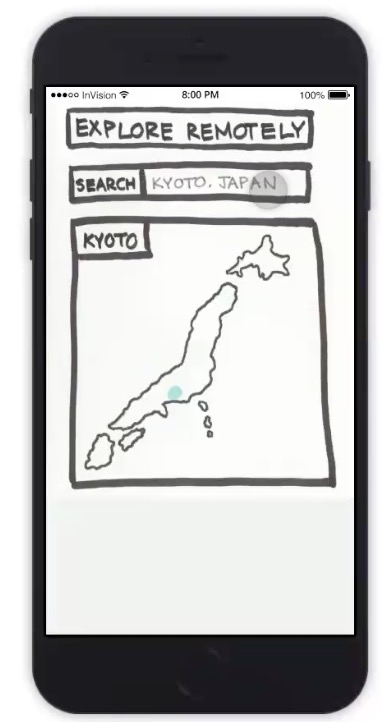 InVision 8:00 PM 100%
EXPLORE REMOTELY
SEARCH KYOTO. JAPAN
KYOTO